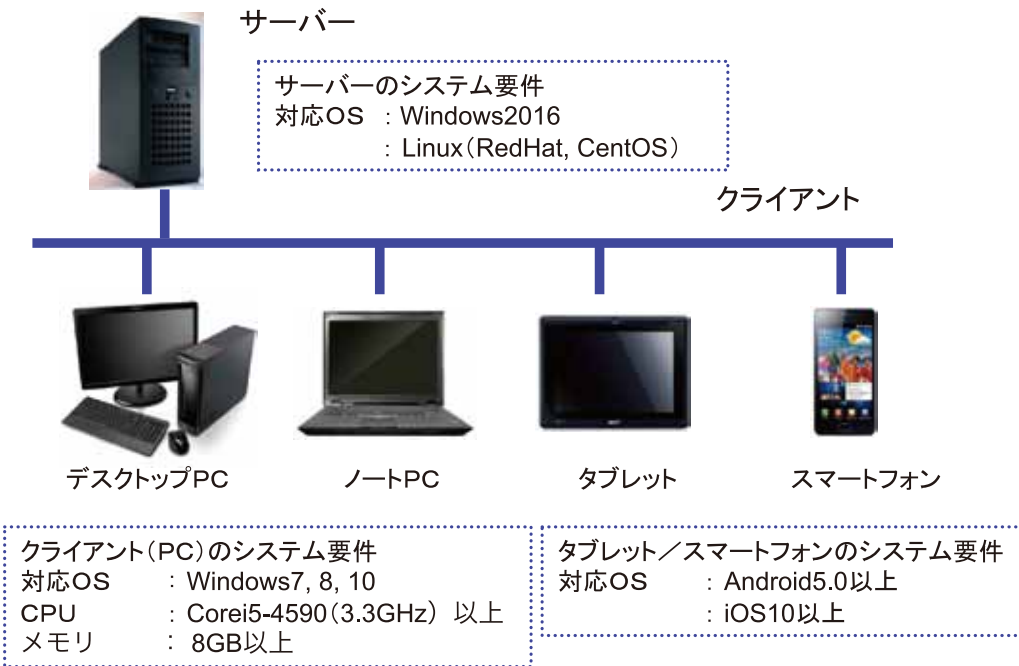 サーバー
サーバーのシステム要件
対応OS : Windows2016
: Linux(RedHat, CentOS)
クライアント
デスクトップPC
ノートPC
タブレット
スマートフォン
クライアント(PC)のシステム要件
対応OS : Windows7, 8, 10
CPU : Corei5-4590(3.3GHz) 以上
メモリ : 8GB以上
タブレット/スマートフォンのシステム要件
対応OS : Android5.0以上
: iOS10以上